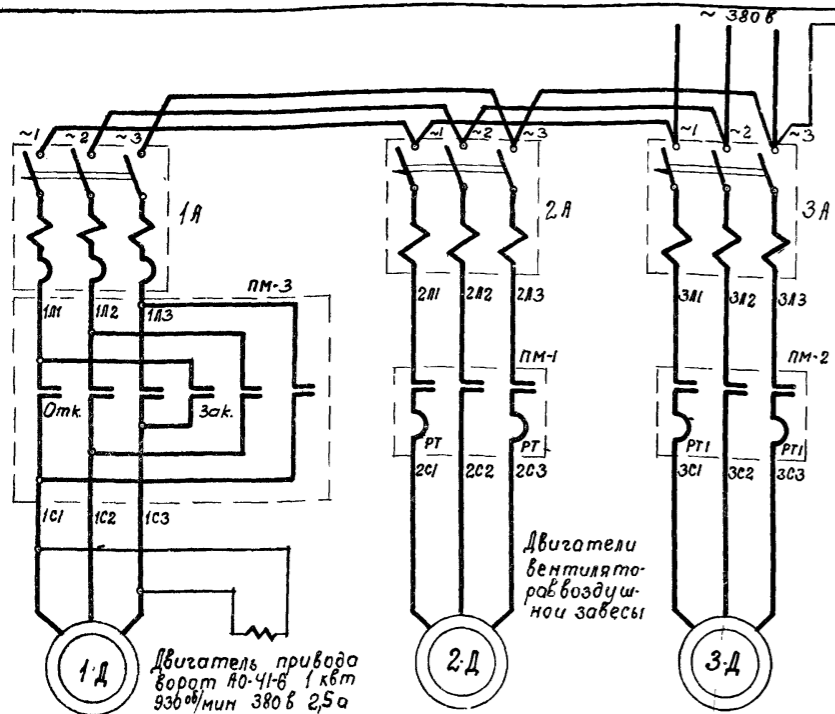 ~ 380 в
~1 ~2 ~3
~1 ~2 ~3
~1 ~2 ~3
1А
2А
3А
ПМ-3
1Л1 1Л2 1Л3
2Л1 2Л2 2Л3
3Л1 3Л2 3Л3
ПМ-1
ПМ-2
Отк. Зак.
РТ РТ
РТ1 РТ1
1С1 1С2 1С3
2С1 2С2 2С3
3С1 3С2 3С3
Двигатели
вентилято-
ров воздуш-
ной завесы
1-Д
2-Д
3-Д
Двигатель привода
ворот АО-41-6 1 квт
930 об/мин 380 в 2,5 а